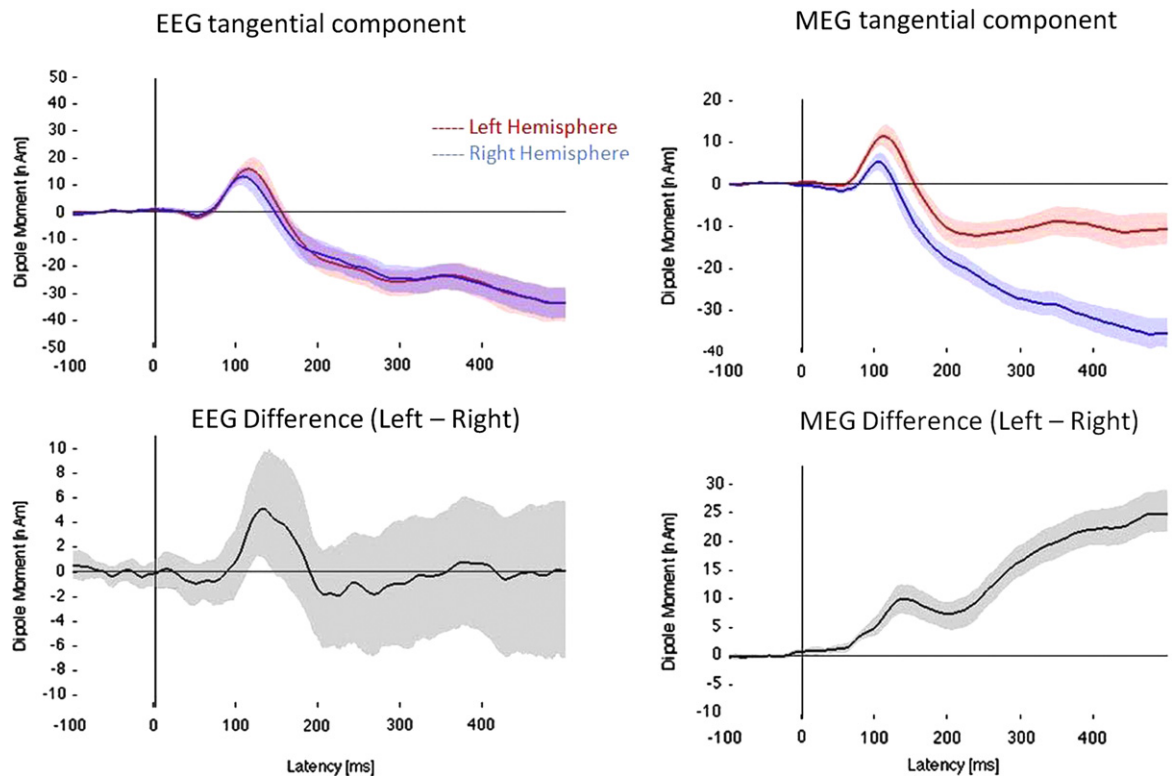 EEG tangential component
MEG tangential component
50 -
40 -
30 -
20 -
10 -
0
-10 -
-20 -
-30 -
-40 -
-50
Dipole Moment [n Am]
-100 0 100 200 300 400
----- Left Hemisphere
----- Right Hemisphere
20 -
10 -
0
-10 -
-20 -
-30 -
-40
Dipole Moment [n Am]
-100 0 100 200 300 400
EEG Difference (Left – Right)
MEG Difference (Left – Right)
10 -
8 -
6 -
4 -
2 -
0
-2 -
-4 -
-6 -
-8 -
-10 -
Dipole Moment [n Am]
-100 0 100 200 300 400
Latency [ms]
30 -
25 -
20 -
15 -
10 -
5 -
0
-5 -
-10
Dipole Moment [n Am]
-100 0 100 200 300 400
Latency [ms]